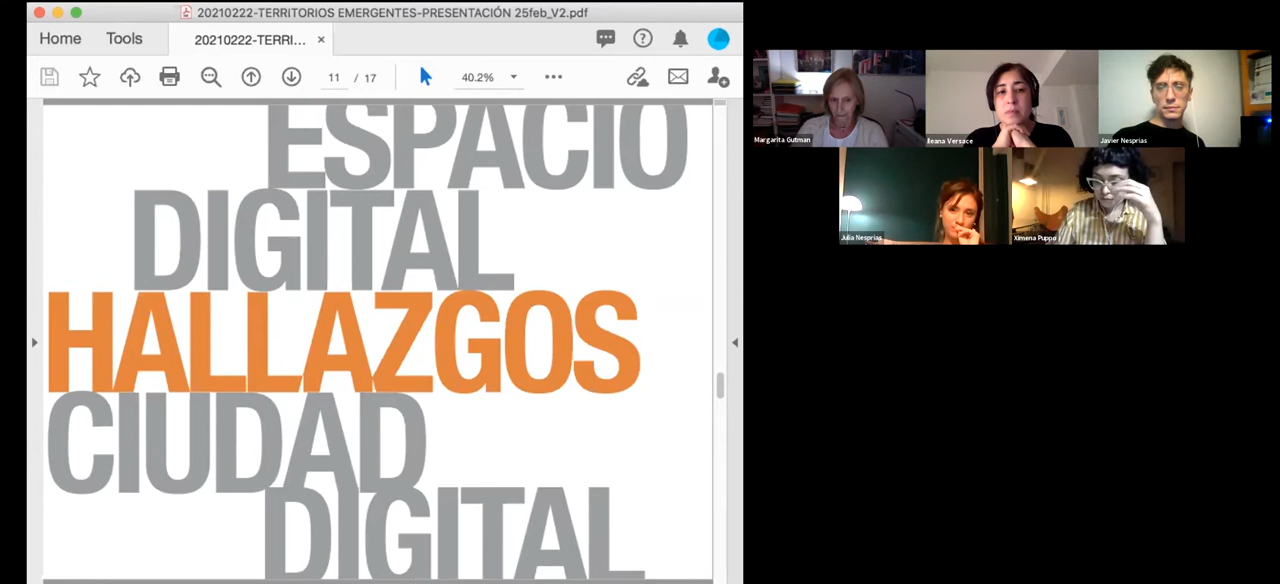 20210222-TERRITORIOS EMERGENTES-PRESENTACIÓN 25feb_V2.pdf
Home Tools 20210222-TERRI... ×
11 / 17 40.2%
ESPACIO
DIGITAL
HALLAZGOS
CIUDAD
DIGITAL
Margarita Gutman
Ileana Versace
Javier Nesprias
Julia Nesprias
Ximena Puppo